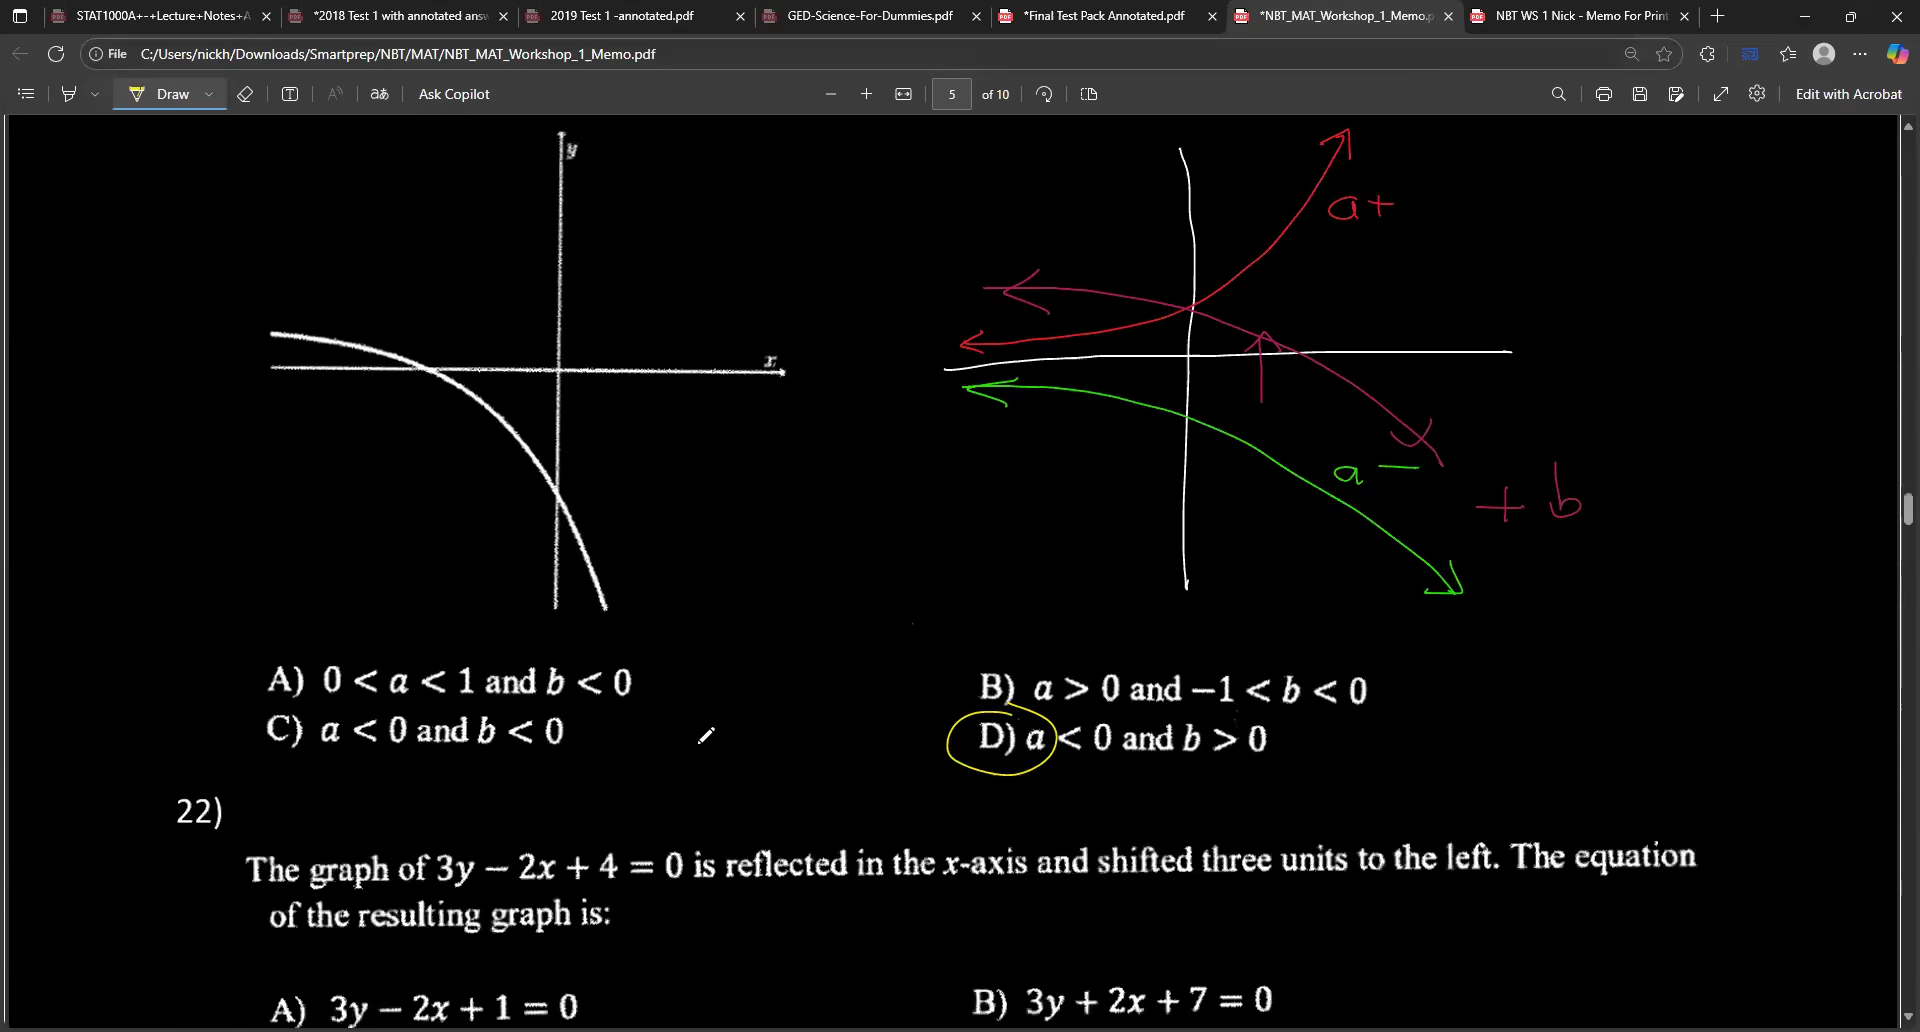 STAT1000A+-+Lecture+Notes+A
*2018 Test 1 with annotated answ
2019 Test 1 -annotated.pdf
GED-Science-For-Dummies.pdf
*Final Test Pack Annotated.pdf
*NBT_MAT_Workshop_1_Memo.p
NBT WS 1 Nick - Memo For Print
File C:/Users/nickh/Downloads/Smartprep/NBT/MAT/NBT_MAT_Workshop_1_Memo.pdf
Draw
aあ
Ask Copilot
5 of 10
Edit with Acrobat
y
x
a+
a −
+ b
A) 0 < a < 1 and b < 0
B) a > 0 and −1 < b < 0
C) a < 0 and b < 0
D) a < 0 and b > 0
22)
The graph of 3y − 2x + 4 = 0 is reflected in the x-axis and shifted three units to the left. The equation
of the resulting graph is:
A) 3y − 2x + 1 = 0
B) 3y + 2x + 7 = 0